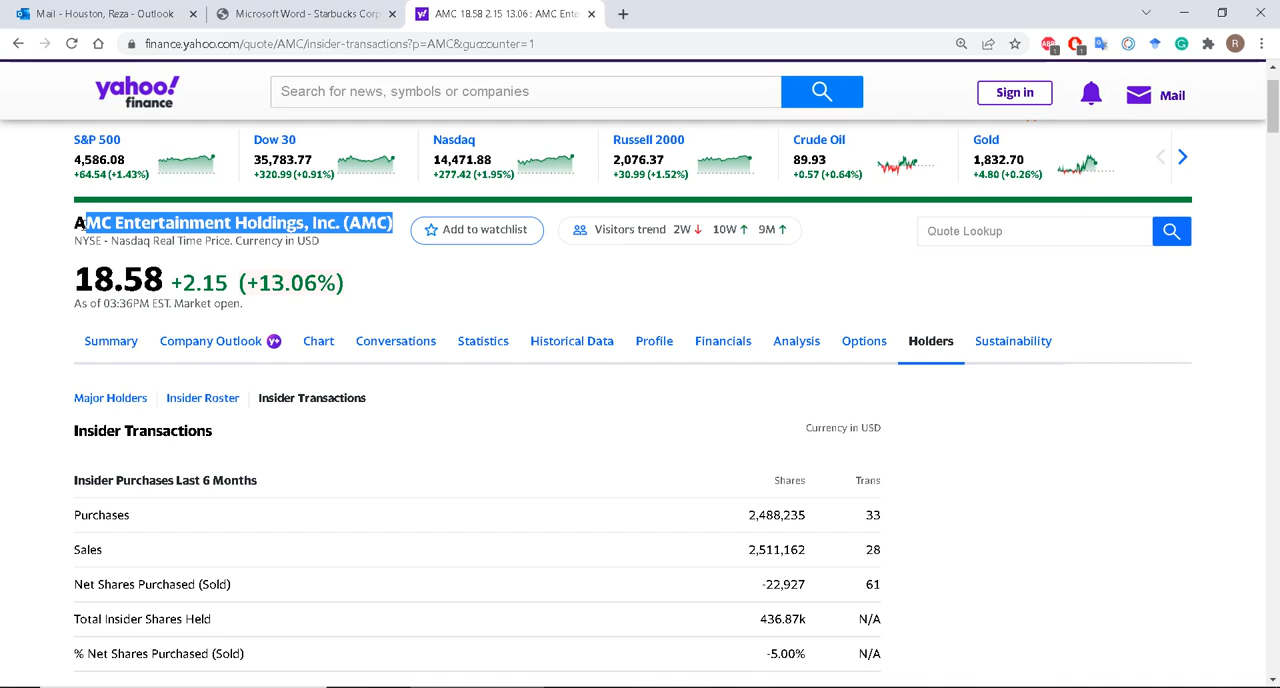 Mail - Houston, Reza - Outlook
Microsoft Word - Starbucks Corp
AMC 18.58 2.15 13.06 : AMC Ente
finance.yahoo.com/quote/AMC/insider-transactions?p=AMC&guccounter=1
1
1
R
yahoo!
finance
Search for news, symbols or companies
Sign in
Mail
S&P 500
4,586.08
+64.54 (+1.43%)
Dow 30
35,783.77
+320.99 (+0.91%)
Nasdaq
14,471.88
+277.42 (+1.95%)
Russell 2000
2,076.37
+30.99 (+1.52%)
Crude Oil
89.93
+0.57 (+0.64%)
Gold
1,832.70
+4.80 (+0.26%)
AMC Entertainment Holdings, Inc. (AMC)
NYSE - Nasdaq Real Time Price. Currency in USD
Add to watchlist
Visitors trend 2W 10W 9M
Quote Lookup
18.58 +2.15 (+13.06%)
As of 03:36PM EST. Market open.
Summary Company Outlook Y+ Chart Conversations Statistics Historical Data Profile Financials Analysis Options Holders Sustainability
Major Holders Insider Roster Insider Transactions
Insider Transactions Currency in USD
Insider Purchases Last 6 Months Shares Trans
Purchases 2,488,235 33
Sales 2,511,162 28
Net Shares Purchased (Sold) -22,927 61
Total Insider Shares Held 436.87k N/A
% Net Shares Purchased (Sold) -5.00% N/A